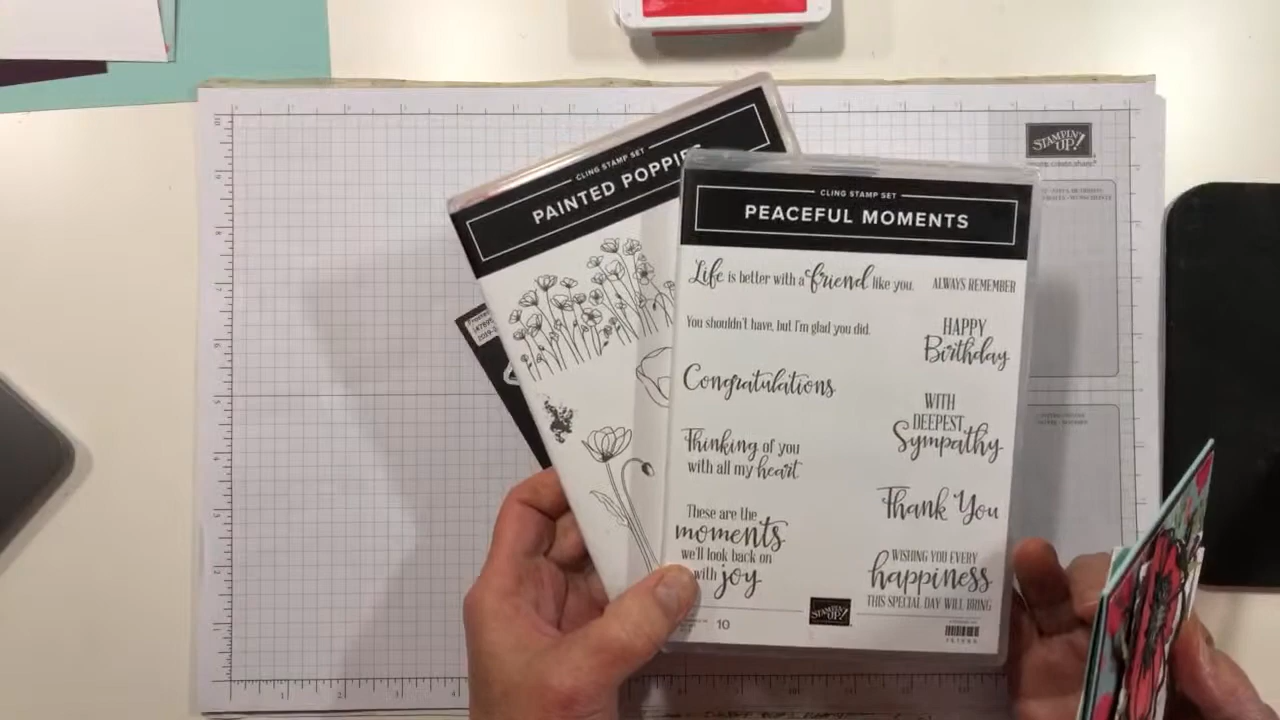 CLING STAMP SET
PAINTED POPPIES
CLING STAMP SET
PEACEFUL MOMENTS
Life is better with a friend like you.
ALWAYS REMEMBER
You shouldn't have, but I'm glad you did.
HAPPY
Birthday
Congratulations
WITH
DEEPEST
Sympathy
Thinking of you
with all my heart
Thank You
These are the
moments
we'll look back on
with joy
WISHING YOU EVERY
happiness
THIS SPECIAL DAY WILL BRING
STAMPIN' UP!
10
STAMPIN' UP!